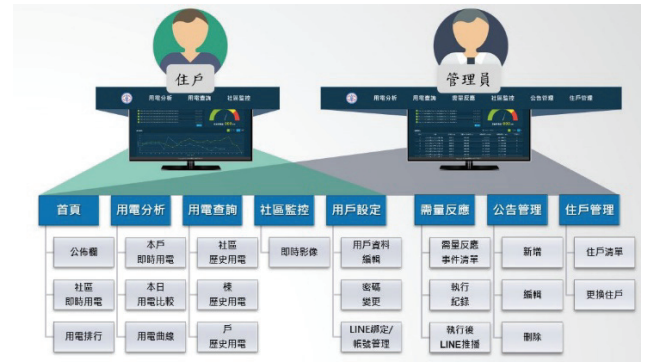 住戶
管理員
用電分析 用電查詢 社區監控
用電分析 用電查詢 需量反應 社區監控 公告管理 住戶管理
首頁 用電分析 用電查詢 社區監控 用戶設定 需量反應 公告管理 住戶管理
公佈欄
社區
即時用電
用電排行
本戶
即時用電
本日
用電比較
用電曲線
社區
歷史用電
棟
歷史用電
戶
歷史用電
即時影像
用戶資料
編輯
密碼
變更
LINE綁定/
帳號管理
需量反應
事件清單
執行
紀錄
執行後
LINE推播
新增
編輯
刪除
住戶清單
更換住戶